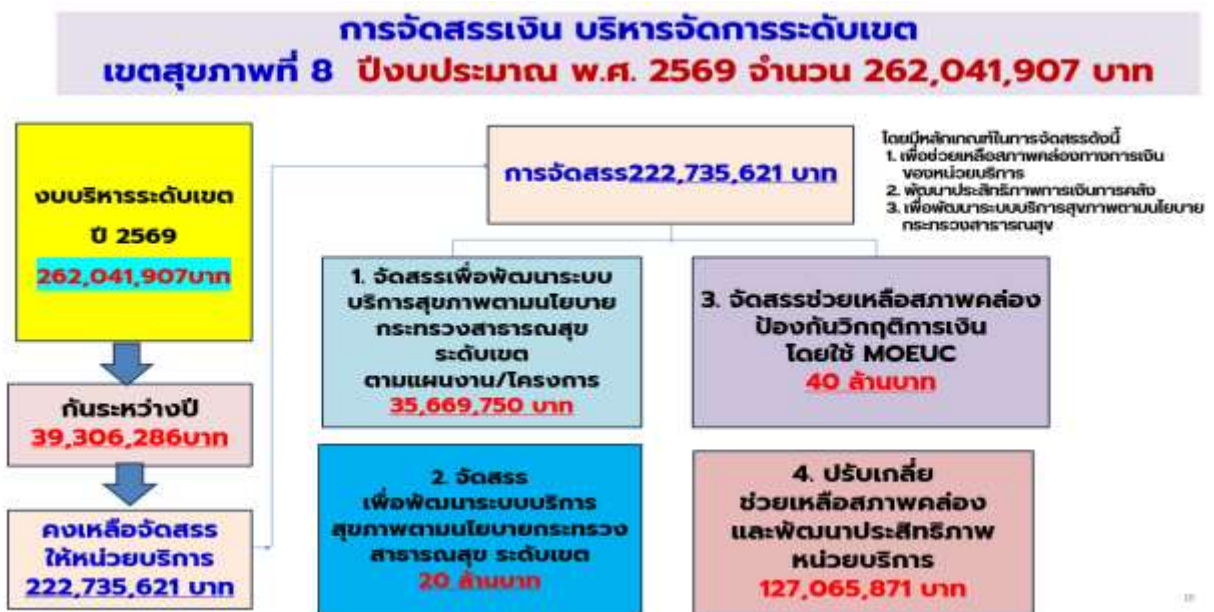 การจัดสรรเงิน บริหารจัดการระดับเขต
เขตสุขภาพที่ 8 ปีงบประมาณ พ.ศ. 2569 จำนวน 262,041,907 บาท
งบบริหารระดับเขต
ปี 2569
262,041,907บาท
กันระหว่างปี
39,306,286บาท
คงเหลือจัดสรร
ให้หน่วยบริการ
222,735,621 บาท
การจัดสรร222,735,621 บาท
โดยมีหลักเกณฑ์ในการจัดสรรดังนี้
1. เพื่อช่วยเหลือสภาพคล่องทางการเงิน
ของหน่วยบริการ
2. พัฒนาประสิทธิภาพการเงินการคลัง
3. เพื่อพัฒนาระบบบริการสุขภาพตามนโยบาย
กระทรวงสาธารณสุข
1. จัดสรรเพื่อพัฒนาระบบ
บริการสุขภาพตามนโยบาย
กระทรวงสาธารณสุข
ระดับเขต
ตามแผนงาน/โครงการ
35,669,750 บาท
2. จัดสรร
เพื่อพัฒนาระบบบริการ
สุขภาพตามนโยบายกระทรวง
สาธารณสุข ระดับเขต
20 ล้านบาท
3. จัดสรรช่วยเหลือสภาพคล่อง
ป้องกันวิกฤติการเงิน
โดยใช้ MOEUC
40 ล้านบาท
4. ปรับเกลี่ย
ช่วยเหลือสภาพคล่อง
และพัฒนาประสิทธิภาพ
หน่วยบริการ
127,065,871 บาท